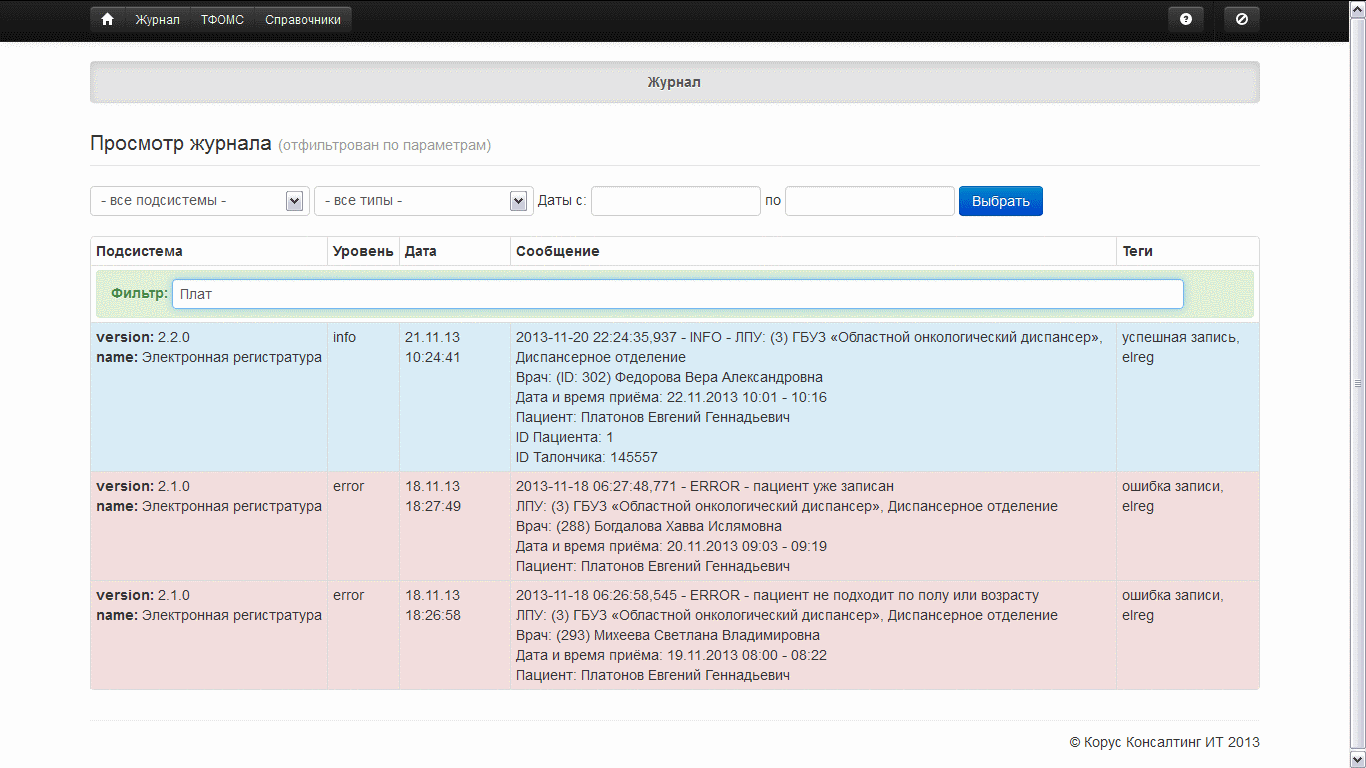 Журнал ТФОМС Справочники
Журнал
Просмотр журнала (отфильтрован по параметрам)
- все подсистемы - - все типы - Даты с: по Выбрать
Подсистема Уровень Дата Сообщение Теги
Фильтр: Плат
version: 2.2.0 info 21.11.13 2013-11-20 22:24:35,937 - INFO - ЛПУ: (3) ГБУЗ «Областной онкологический диспансер», успешная запись,
name: Электронная регистратура 10:24:41 Диспансерное отделение elreg
Врач: (ID: 302) Федорова Вера Александровна
Дата и время приёма: 22.11.2013 10:01 - 10:16
Пациент: Платонов Евгений Геннадьевич
ID Пациента: 1
ID Талончика: 145557
version: 2.1.0 error 18.11.13 2013-11-18 06:27:48,771 - ERROR - пациент уже записан ошибка записи,
name: Электронная регистратура 18:27:49 ЛПУ: (3) ГБУЗ «Областной онкологический диспансер», Диспансерное отделение elreg
Врач: (288) Богдалова Хавва Ислямовна
Дата и время приёма: 20.11.2013 09:03 - 09:19
Пациент: Платонов Евгений Геннадьевич
version: 2.1.0 error 18.11.13 2013-11-18 06:26:58,545 - ERROR - пациент не подходит по полу или возрасту ошибка записи,
name: Электронная регистратура 18:26:58 ЛПУ: (3) ГБУЗ «Областной онкологический диспансер», Диспансерное отделение elreg
Врач: (293) Михеева Светлана Владимировна
Дата и время приёма: 19.11.2013 08:00 - 08:22
Пациент: Платонов Евгений Геннадьевич
© Корус Консалтинг ИТ 2013